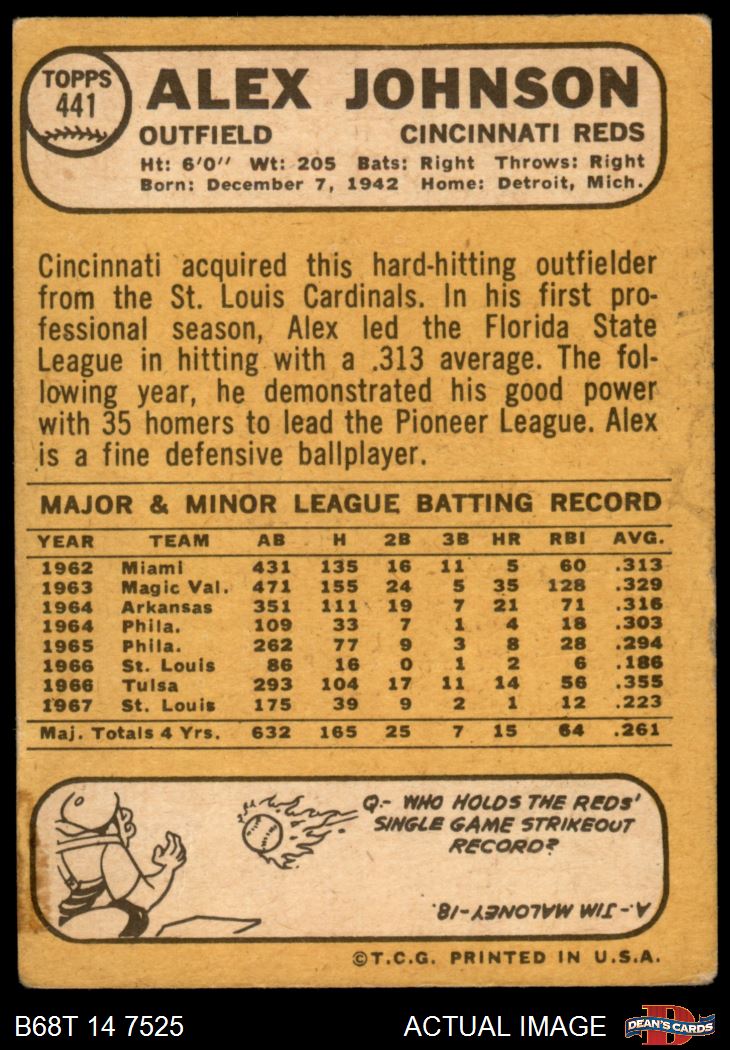 TOPPS
441
ALEX JOHNSON
OUTFIELD CINCINNATI REDS
Ht: 6'0" Wt: 205 Bats: Right Throws: Right
Born: December 7, 1942 Home: Detroit, Mich.
Cincinnati acquired this hard-hitting outfielder
from the St. Louis Cardinals. In his first pro-
fessional season, Alex led the Florida State
League in hitting with a .313 average. The fol-
lowing year, he demonstrated his good power
with 35 homers to lead the Pioneer League. Alex
is a fine defensive ballplayer.
MAJOR & MINOR LEAGUE BATTING RECORD
YEAR TEAM AB H 2B 3B HR RBI AVG.
1962 Miami 431 135 16 11 5 60 .313
1963 Magic Val. 471 155 24 5 35 128 .329
1964 Arkansas 351 111 19 7 21 71 .316
1964 Phila. 109 33 7 1 4 18 .303
1965 Phila. 262 77 9 3 8 28 .294
1966 St. Louis 86 16 0 1 2 6 .186
1966 Tulsa 293 104 17 11 14 56 .355
1967 St. Louis 175 39 9 2 1 12 .223
Maj. Totals 4 Yrs. 632 165 25 7 15 64 .261
Q.- WHO HOLDS THE REDS'
SINGLE GAME STRIKEOUT
RECORD?
A.- JIM MALONEY-18.
©T.C.G. PRINTED IN U.S.A.
B68T 14 7525 ACTUAL IMAGE
D
DEAN'S CARDS